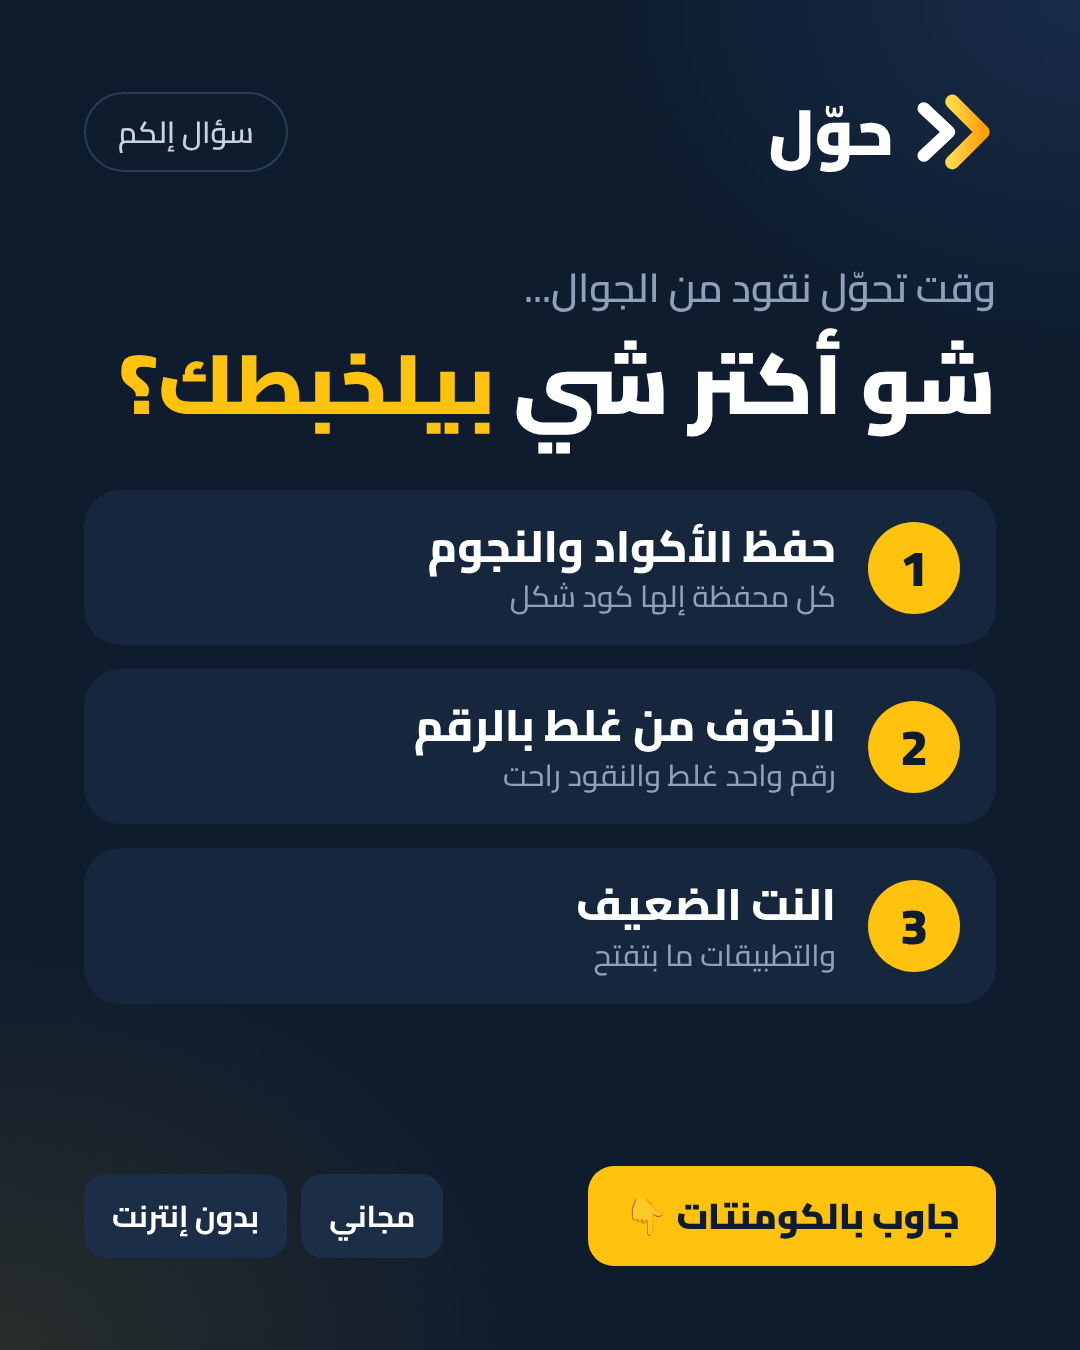 حوّل
سؤال إلكم
وقت تحوّل نقود من الجوال...
شو أكتر شي بيلخبطك؟
1
حفظ الأكواد والنجوم
كل محفظة إلها كود شكل
2
الخوف من غلط بالرقم
رقم واحد غلط والنقود راحت
3
النت الضعيف
والتطبيقات ما بتفتح
جاوب بالكومنتات 👇
مجاني
بدون إنترنت